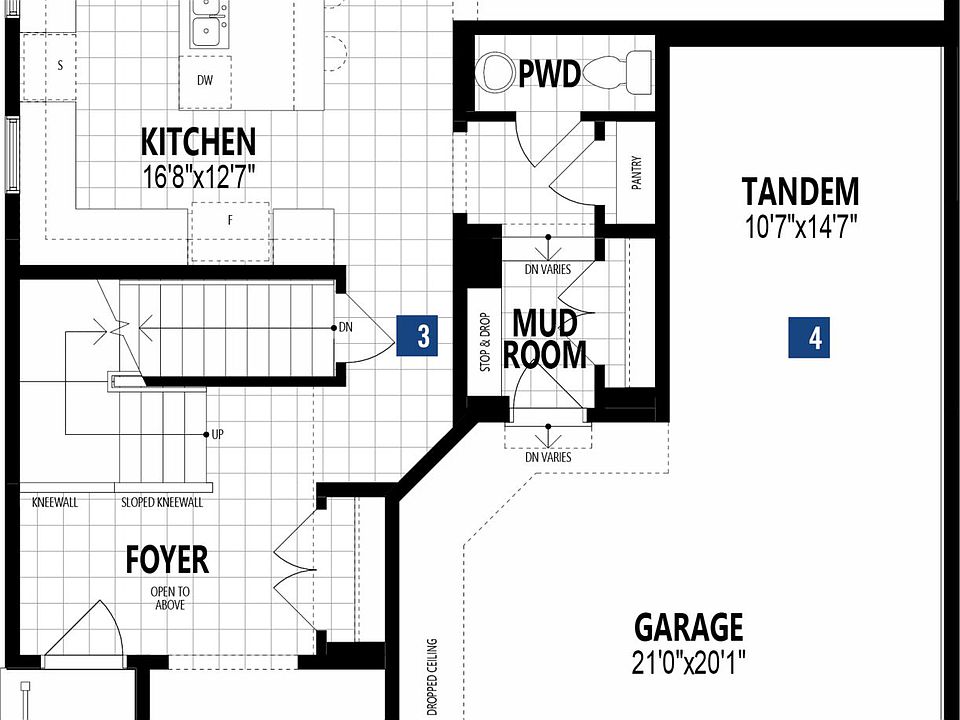 S
DW
PWD
KITCHEN
16'8"x12'7"
PANTRY
TANDEM
10'7"x14'7"
F
DN VARIES
DN
3
STOP & DROP
MUD
ROOM
4
UP
DN VARIES
KNEEWALL
SLOPED KNEEWALL
FOYER
OPEN TO
ABOVE
GARAGE
21'0"x20'1"
DROPPED CEILING